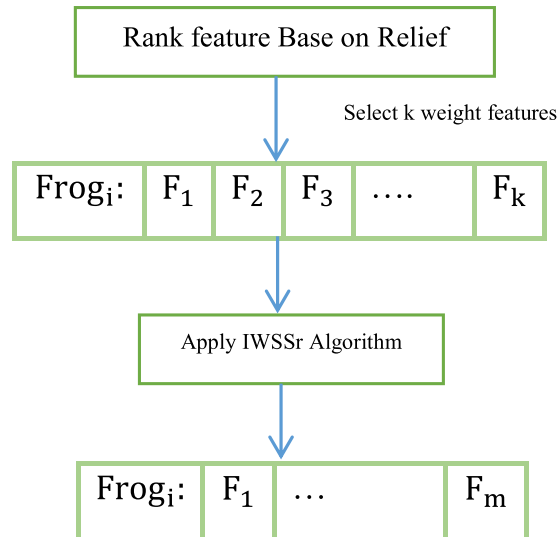 Rank feature Base on Relief
Select k weight features
Frogᵢ: F₁ F₂ F₃ .... Fₖ
Apply IWSSr Algorithm
Frogᵢ: F₁ ... Fₘ